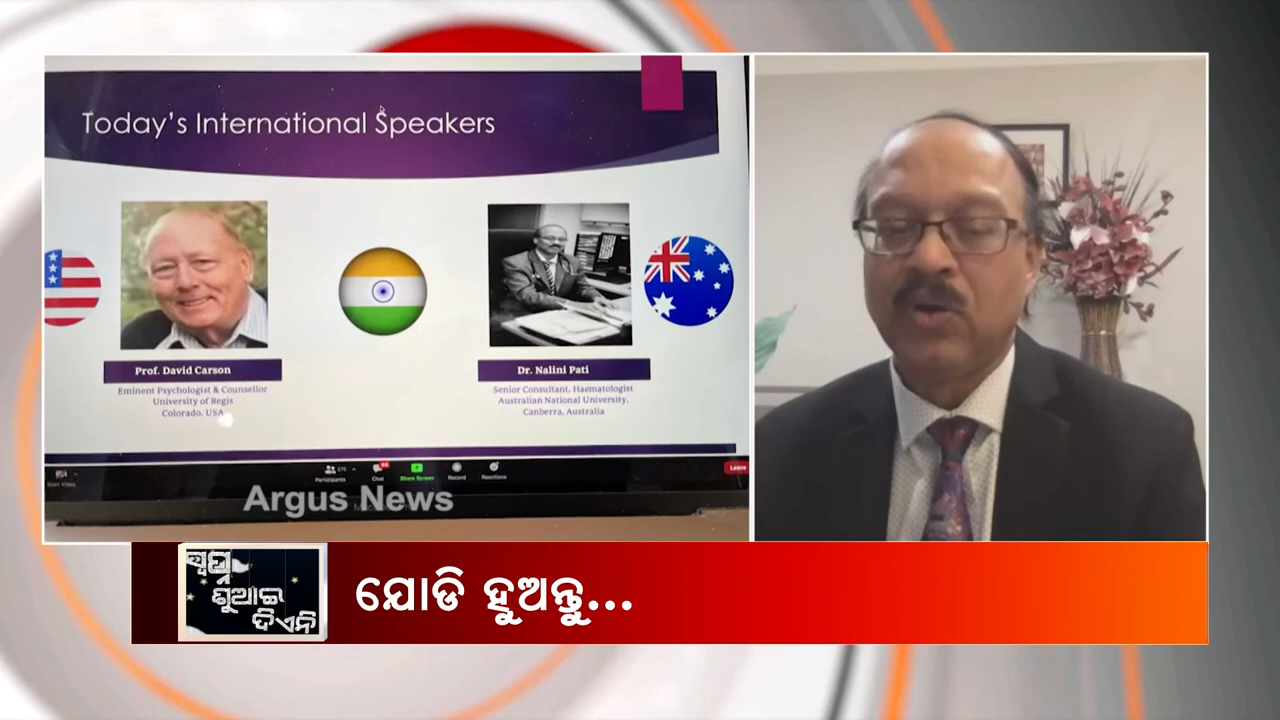 Today's International Speakers
Prof. David Carson
Eminent Psychologist & Counsellor
University of Regis
Colorado, USA
Dr. Nalini Pati
Senior Consultant, Haematologist
Australian National University,
Canberra, Australia
Start Video
Participants
Chat
Share Screen
Record
Reactions
Leave
Argus News
ସ୍ୱପ୍ନ
ଶୁଆଇ
ଦିଏନି
ଯୋଡି ହୁଅନ୍ତୁ...